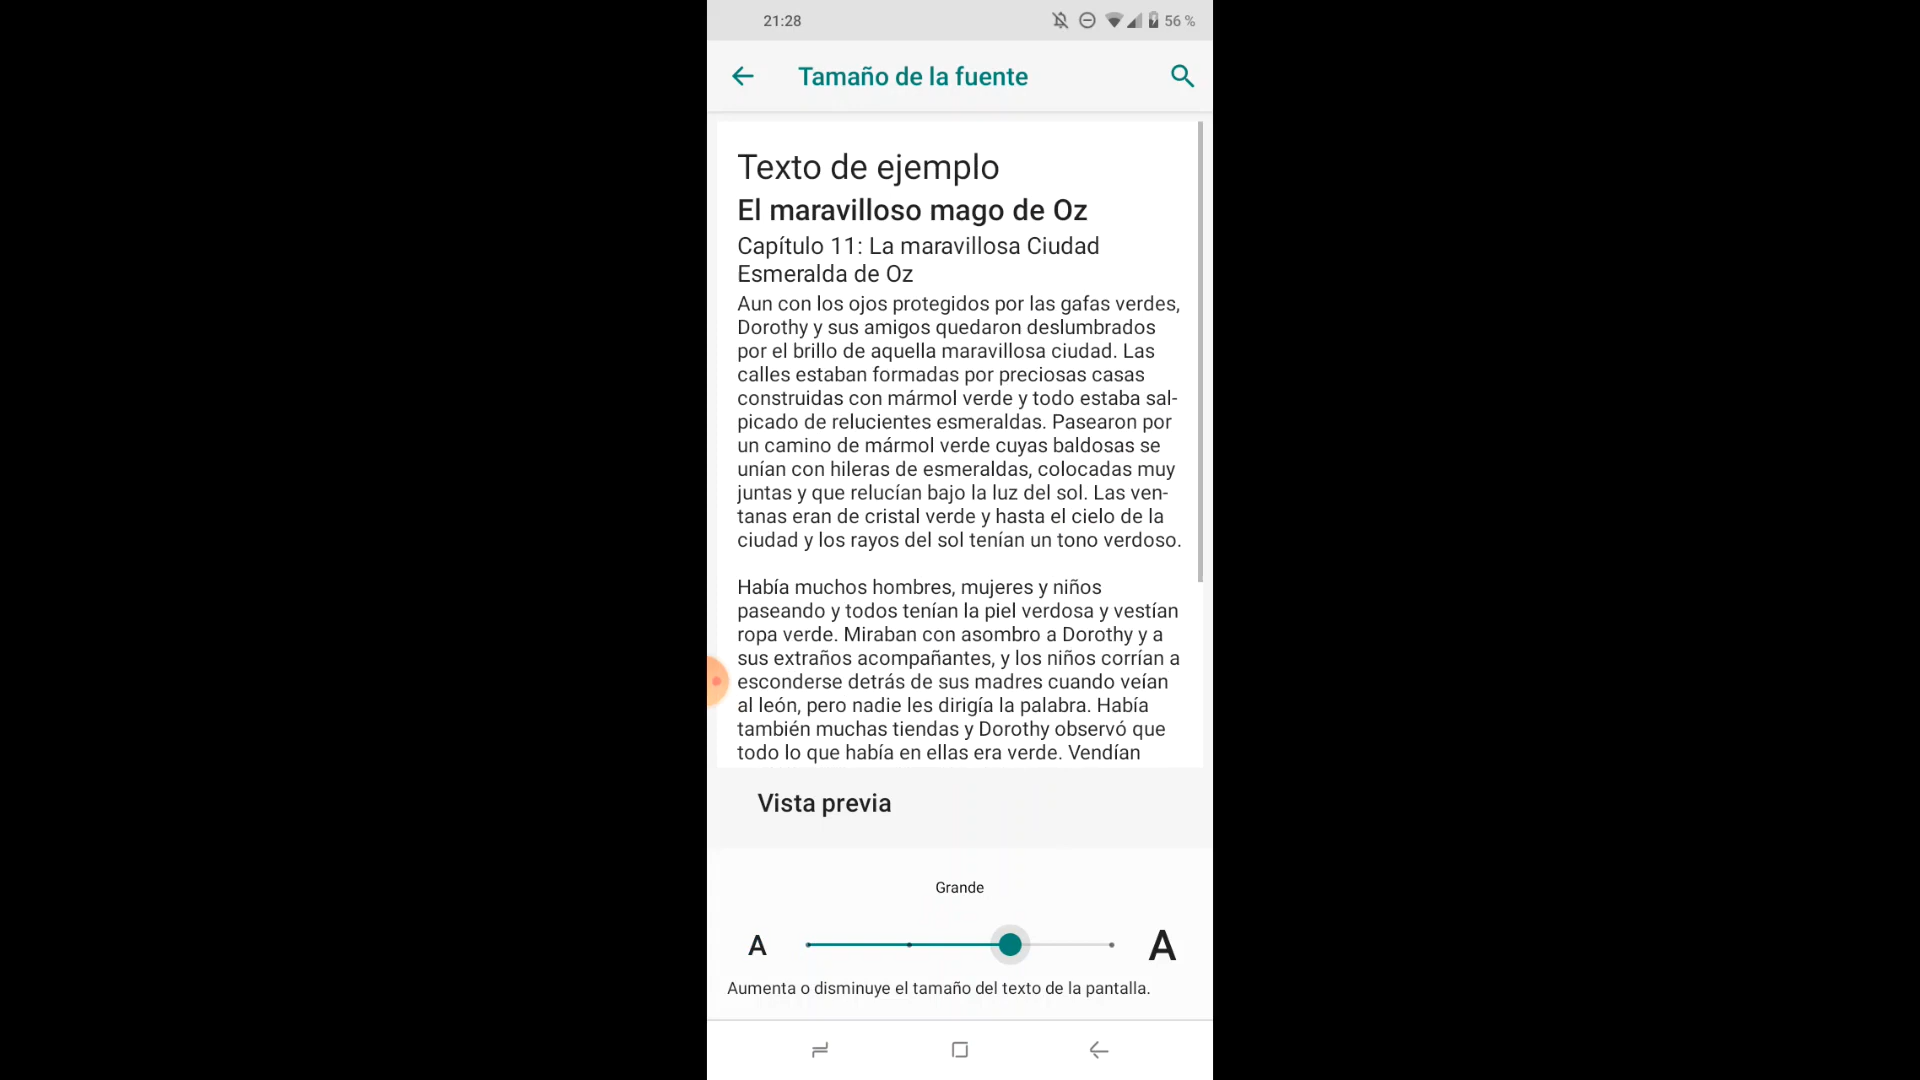 21:28
56 %
Tamaño de la fuente
Texto de ejemplo
El maravilloso mago de Oz
Capítulo 11: La maravillosa Ciudad
Esmeralda de Oz
Aun con los ojos protegidos por las gafas verdes,
Dorothy y sus amigos quedaron deslumbrados
por el brillo de aquella maravillosa ciudad. Las
calles estaban formadas por preciosas casas
construidas con mármol verde y todo estaba sal-
picado de relucientes esmeraldas. Pasearon por
un camino de mármol verde cuyas baldosas se
unían con hileras de esmeraldas, colocadas muy
juntas y que relucían bajo la luz del sol. Las ven-
tanas eran de cristal verde y hasta el cielo de la
ciudad y los rayos del sol tenían un tono verdoso.
Había muchos hombres, mujeres y niños
paseando y todos tenían la piel verdosa y vestían
ropa verde. Miraban con asombro a Dorothy y a
sus extraños acompañantes, y los niños corrían a
esconderse detrás de sus madres cuando veían
al león, pero nadie les dirigía la palabra. Había
también muchas tiendas y Dorothy observó que
todo lo que había en ellas era verde. Vendían
Vista previa
Grande
A A
Aumenta o disminuye el tamaño del texto de la pantalla.